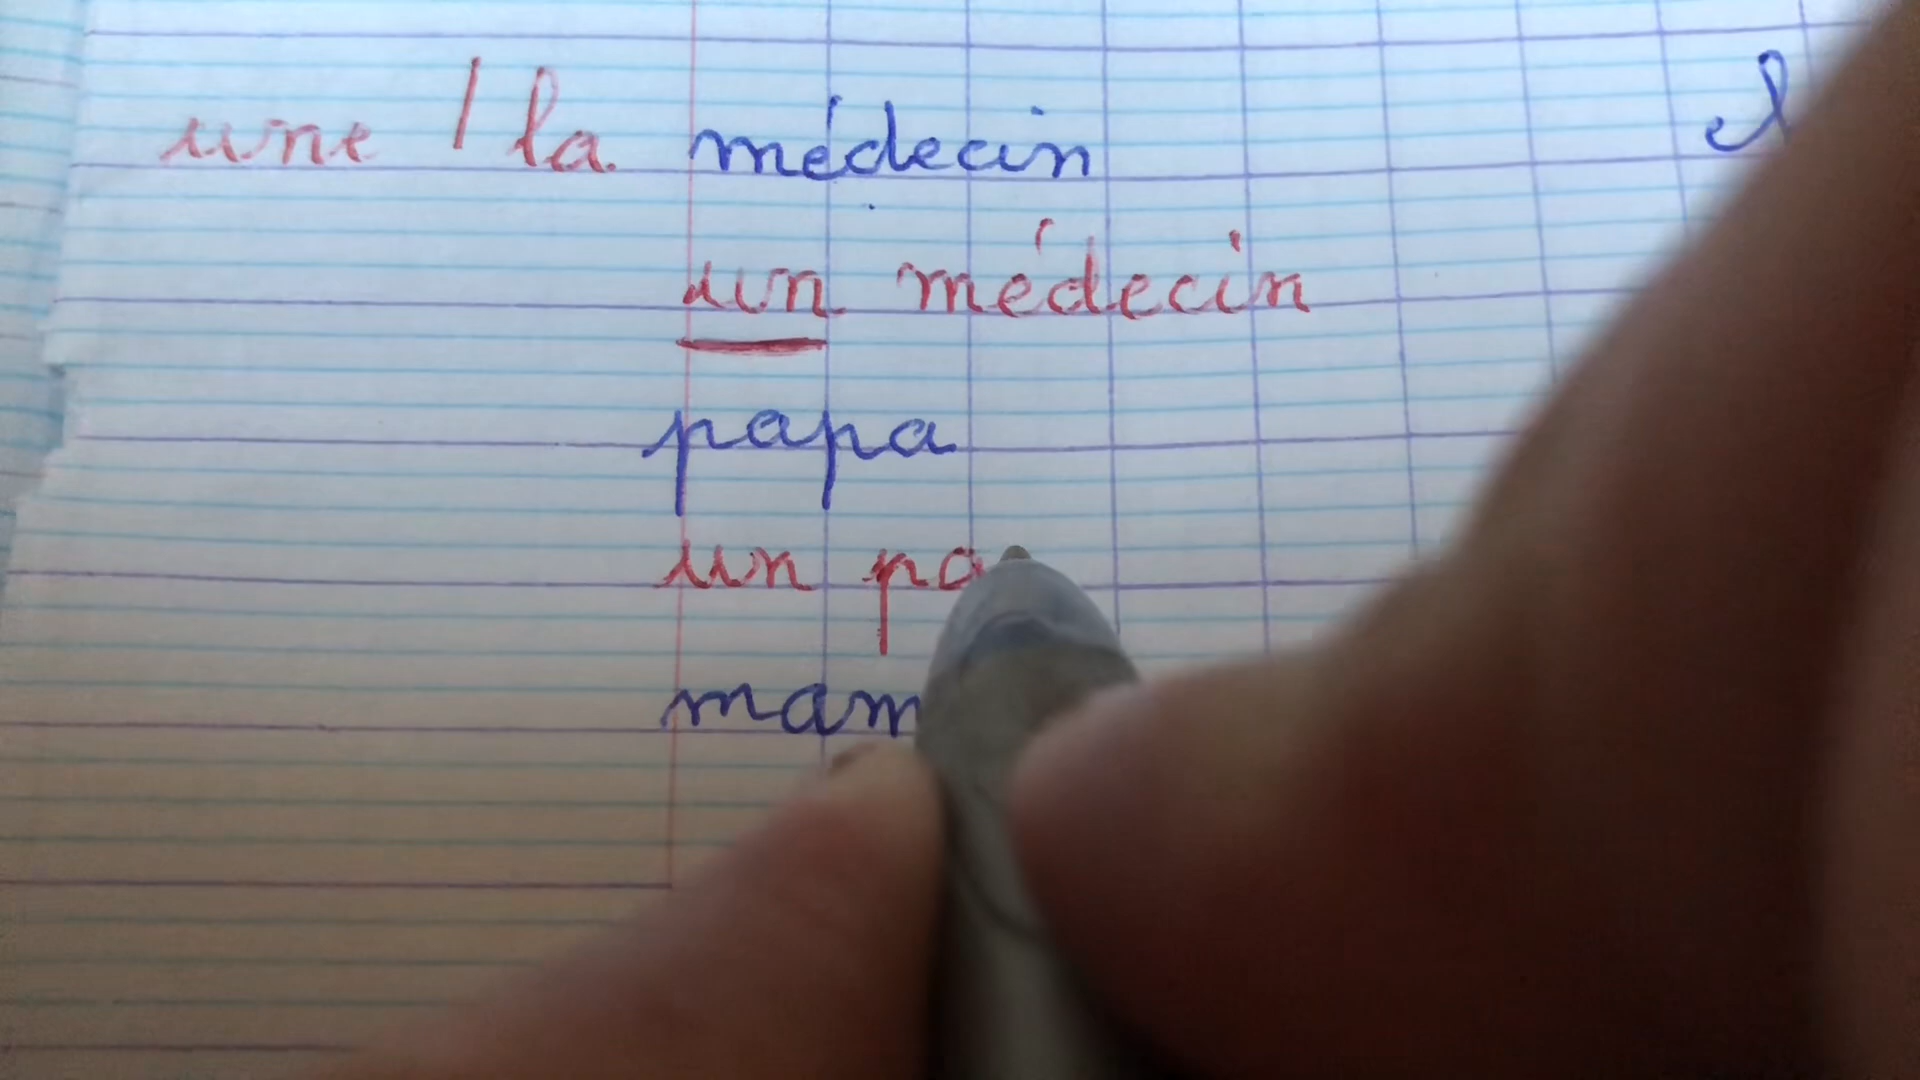 une / la médecin
un médecin
papa
un pa
mam